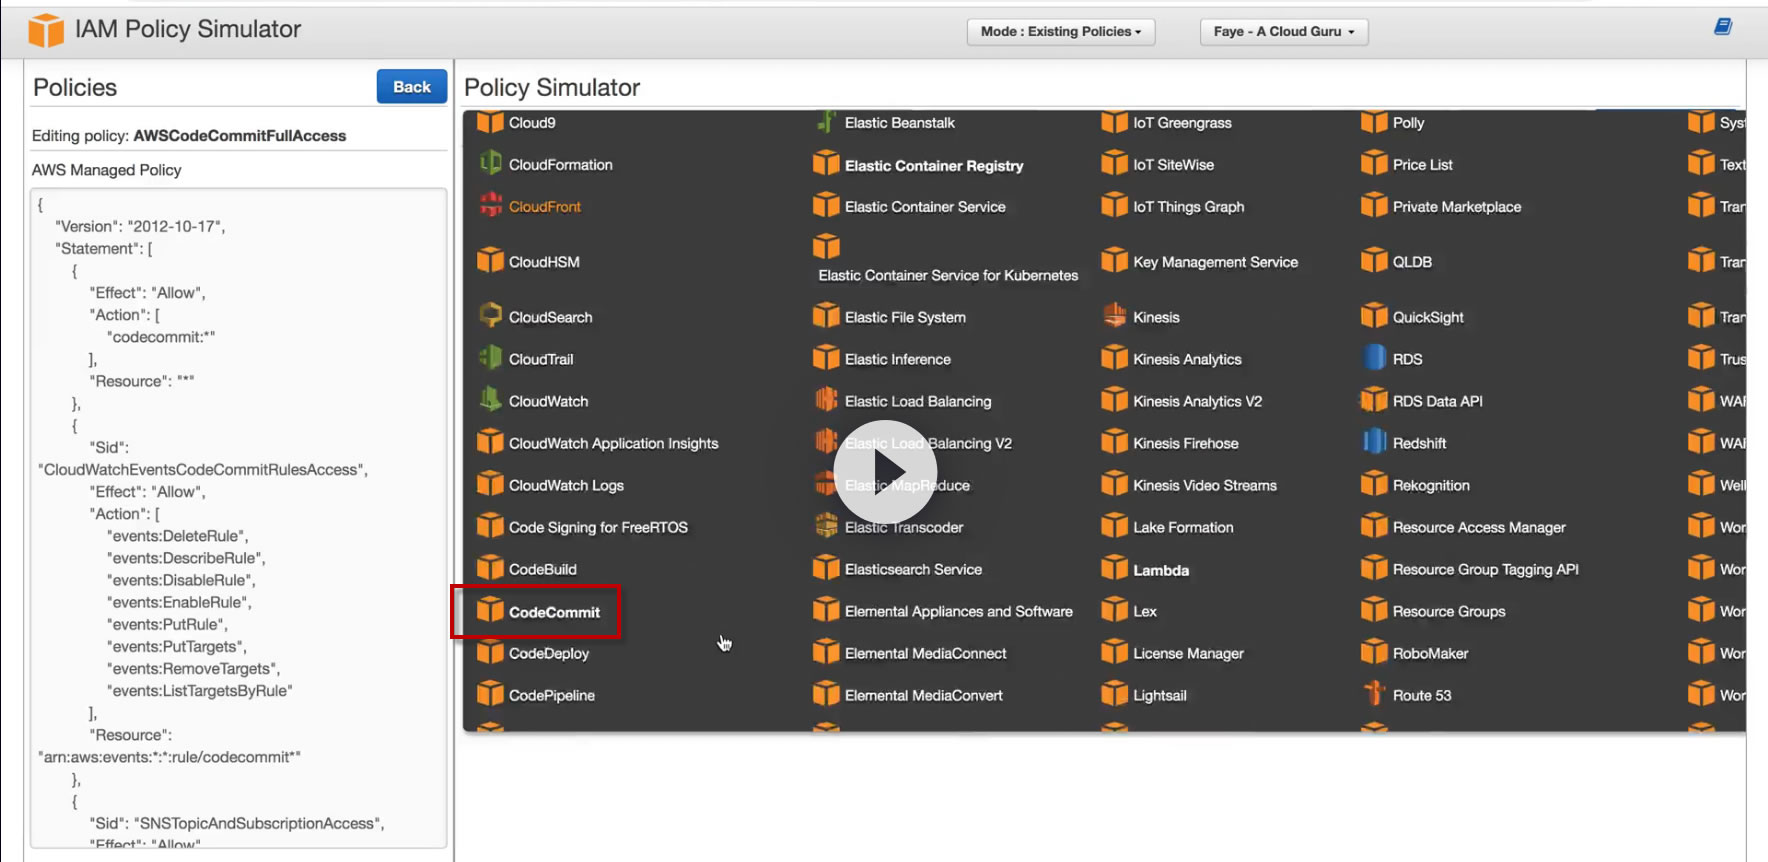 IAM Policy Simulator
Mode : Existing Policies
Faye - A Cloud Guru
Policies
Back
Editing policy: AWSCodeCommitFullAccess
AWS Managed Policy
{
"Version": "2012-10-17",
"Statement": [
{
"Effect": "Allow",
"Action": [
"codecommit:*"
],
"Resource": "*"
},
{
"Sid":
"CloudWatchEventsCodeCommitRulesAccess",
"Effect": "Allow",
"Action": [
"events:DeleteRule",
"events:DescribeRule",
"events:DisableRule",
"events:EnableRule",
"events:PutRule",
"events:PutTargets",
"events:RemoveTargets",
"events:ListTargetsByRule"
],
"Resource":
"arn:aws:events:*:*:rule/codecommit*"
},
{
"Sid": "SNSTopicAndSubscriptionAccess",
"Effect": "Allow"
Policy Simulator
Cloud9
CloudFormation
CloudFront
CloudHSM
CloudSearch
CloudTrail
CloudWatch
CloudWatch Application Insights
CloudWatch Logs
Code Signing for FreeRTOS
CodeBuild
CodeCommit
CodeDeploy
CodePipeline
Elastic Beanstalk
Elastic Container Registry
Elastic Container Service
Elastic Container Service for Kubernetes
Elastic File System
Elastic Inference
Elastic Load Balancing
Elastic Load Balancing V2
Elastic MapReduce
Elastic Transcoder
Elasticsearch Service
Elemental Appliances and Software
Elemental MediaConnect
Elemental MediaConvert
IoT Greengrass
IoT SiteWise
IoT Things Graph
Key Management Service
Kinesis
Kinesis Analytics
Kinesis Analytics V2
Kinesis Firehose
Kinesis Video Streams
Lake Formation
Lambda
Lex
License Manager
Lightsail
Polly
Price List
Private Marketplace
QLDB
QuickSight
RDS
RDS Data API
Redshift
Rekognition
Resource Access Manager
Resource Group Tagging API
Resource Groups
RoboMaker
Route 53
Sys
Text
Tran
Tran
Tran
Trus
WA
WA
Well
Wor
Wor
Wor
Wor
Wor